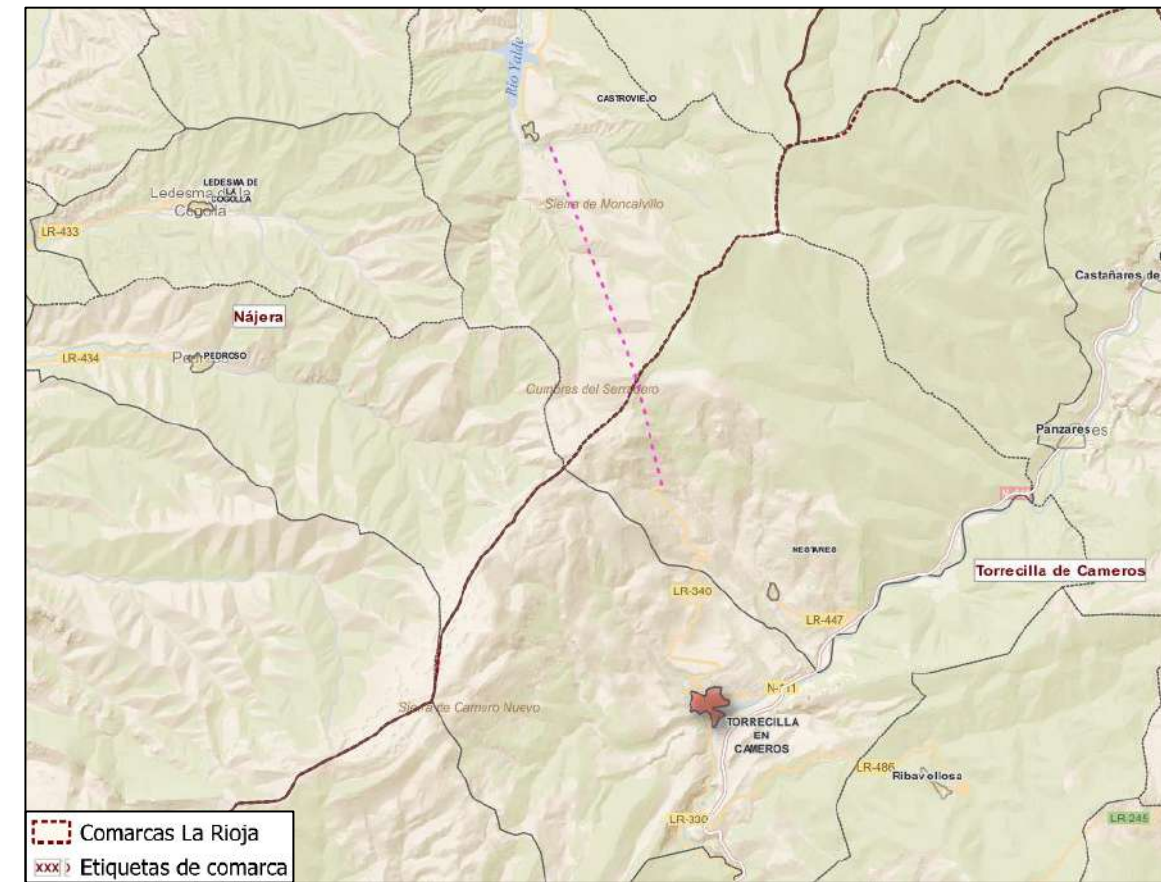 Río Yalde
CASTROVIEJO
LEDESMA DE
LA
COGOLLA
Ledesma de la
Cogolla
LR-433
Sierra de Moncalvillo
Castañares de
Nájera
LR-434
PEDROSO
Cumbres del Serradero
Panzares
NESTARES
Torrecilla de Cameros
LR-340
LR-447
N-111
Sierra de Camero Nuevo
TORRECILLA
EN
CAMEROS
LR-486
Ribavellosa
LR-330
LR-245
Comarcas La Rioja
xxx Etiquetas de comarca